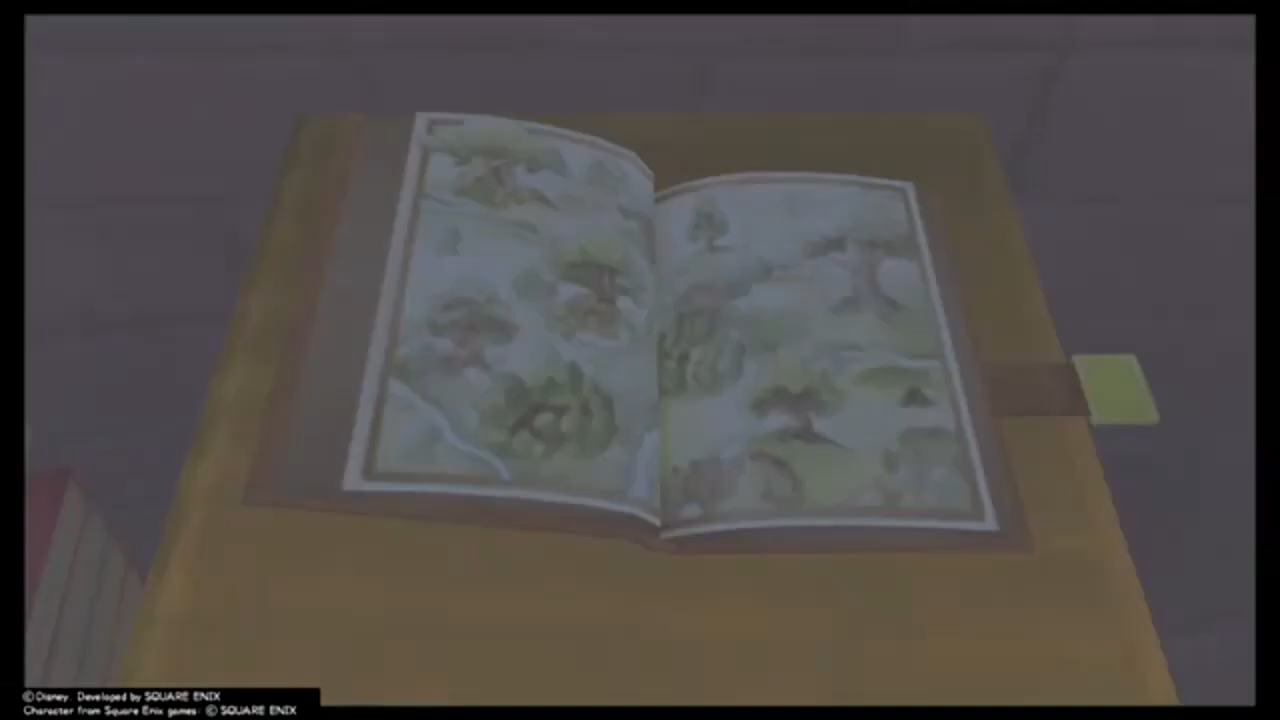 ©Disney. Developed by SQUARE ENIX
Character from Square Enix games: © SQUARE ENIX